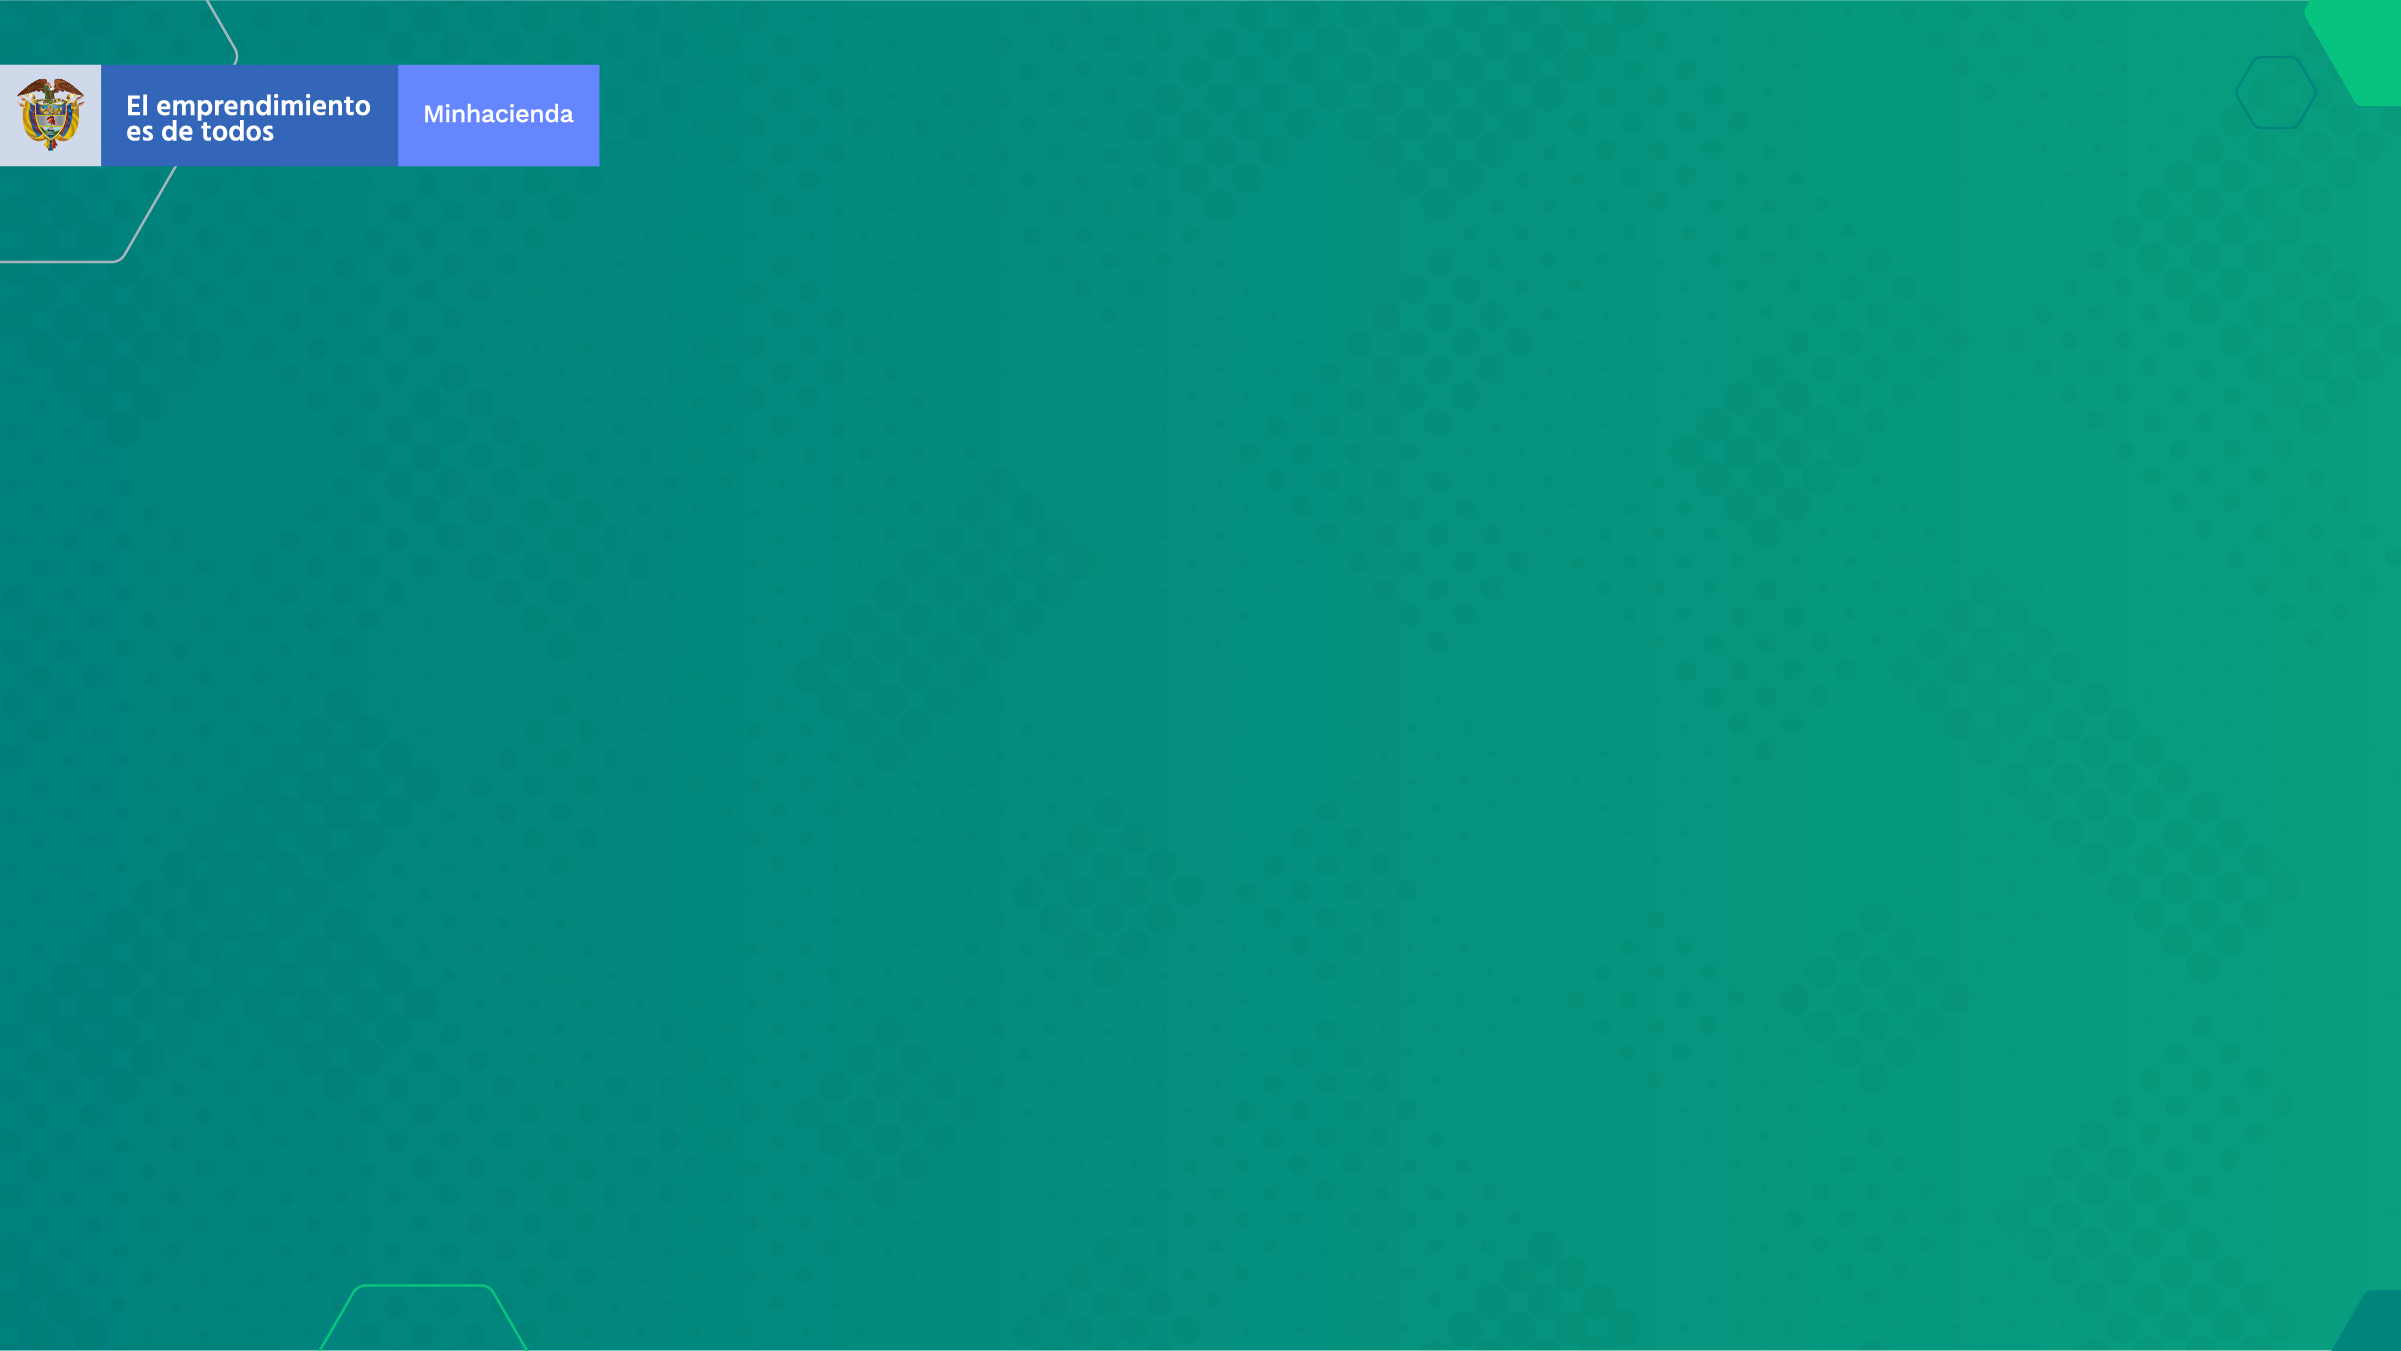 El emprendimiento
es de todos
Minhacienda